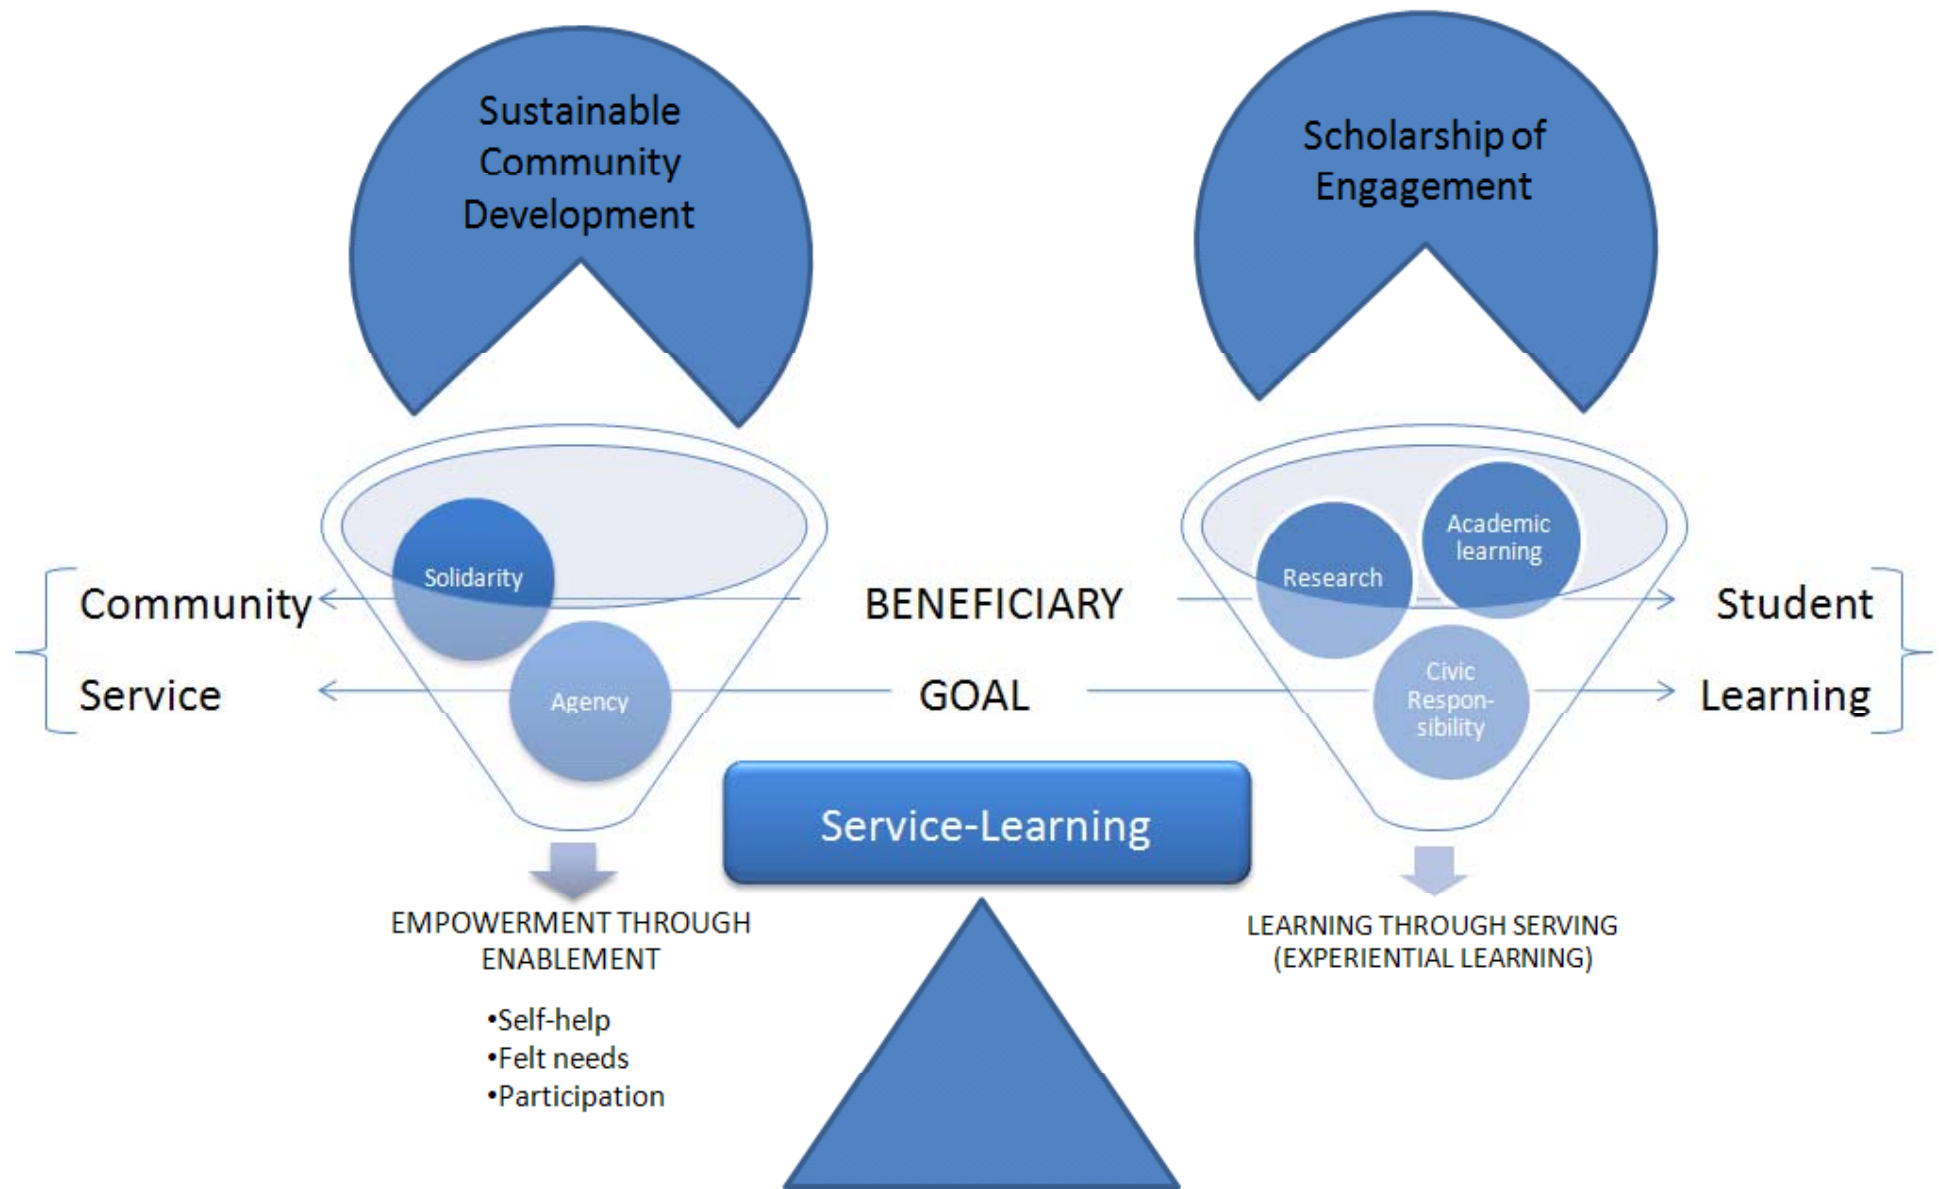 Sustainable
Community
Development
Scholarship of
Engagement
Solidarity
Agency
Research
Academic
learning
Civic
Respon-
sibility
Community
BENEFICIARY
Student
Service
GOAL
Learning
Service-Learning
EMPOWERMENT THROUGH
ENABLEMENT
•Self-help
•Felt needs
•Participation
LEARNING THROUGH SERVING
(EXPERIENTIAL LEARNING)